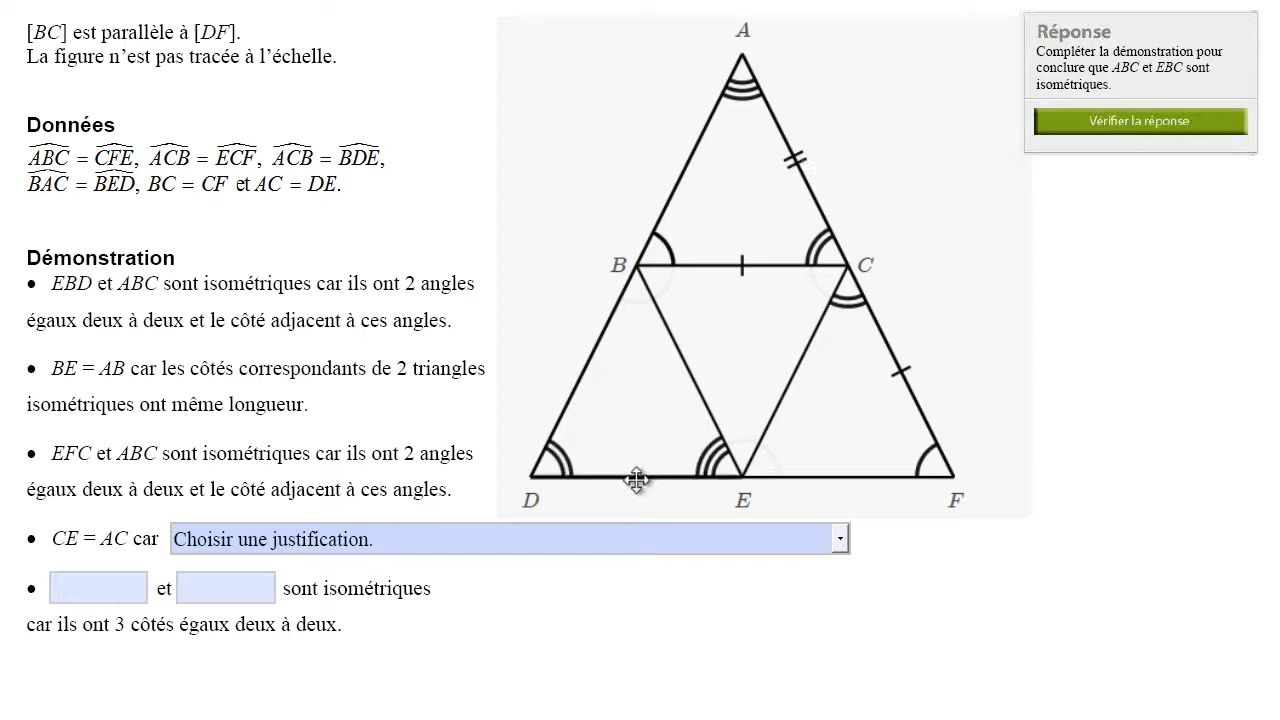 [BC] est parallèle à [DF].
La figure n’est pas tracée à l’échelle.
Données
ABC = CFE, ACB = ECF, ACB = BDE,
BAC = BED, BC = CF et AC = DE.
Démonstration
• EBD et ABC sont isométriques car ils ont 2 angles
égaux deux à deux et le côté adjacent à ces angles.
• BE = AB car les côtés correspondants de 2 triangles
isométriques ont même longueur.
• EFC et ABC sont isométriques car ils ont 2 angles
égaux deux à deux et le côté adjacent à ces angles.
• CE = AC car Choisir une justification.
• et sont isométriques
car ils ont 3 côtés égaux deux à deux.
A
B
C
D
E
F
Réponse
Compléter la démonstration pour
conclure que ABC et EBC sont
isométriques.
Vérifier la réponse